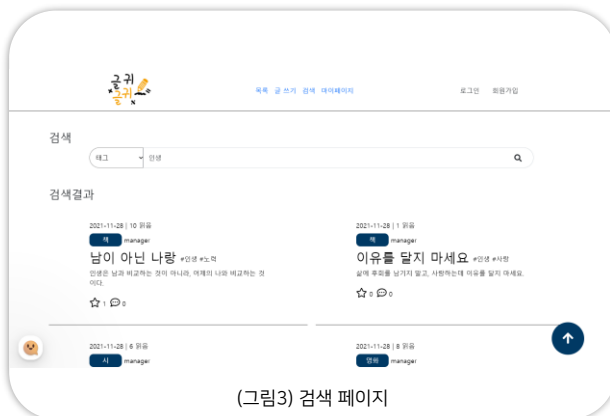 글귀
"글귀"
N
목록 글 쓰기 검색 마이페이지
로그인 회원가입
검색
태그 인생
검색결과
2021-11-28 | 10 읽음
책 manager
남이 아닌 나랑 #인생 #노력
인생은 남과 비교하는 것이 아니라, 어제의 나와 비교하는 것
이다.
1 0
2021-11-28 | 1 읽음
책 manager
이유를 달지 마세요 #인생 #사랑
삶에 후회를 남기지 말고, 사랑하는데 이유를 달지 마세요.
0 0
2021-11-28 | 6 읽음
시 manager
2021-11-28 | 8 읽음
영화 manager
(그림3) 검색 페이지